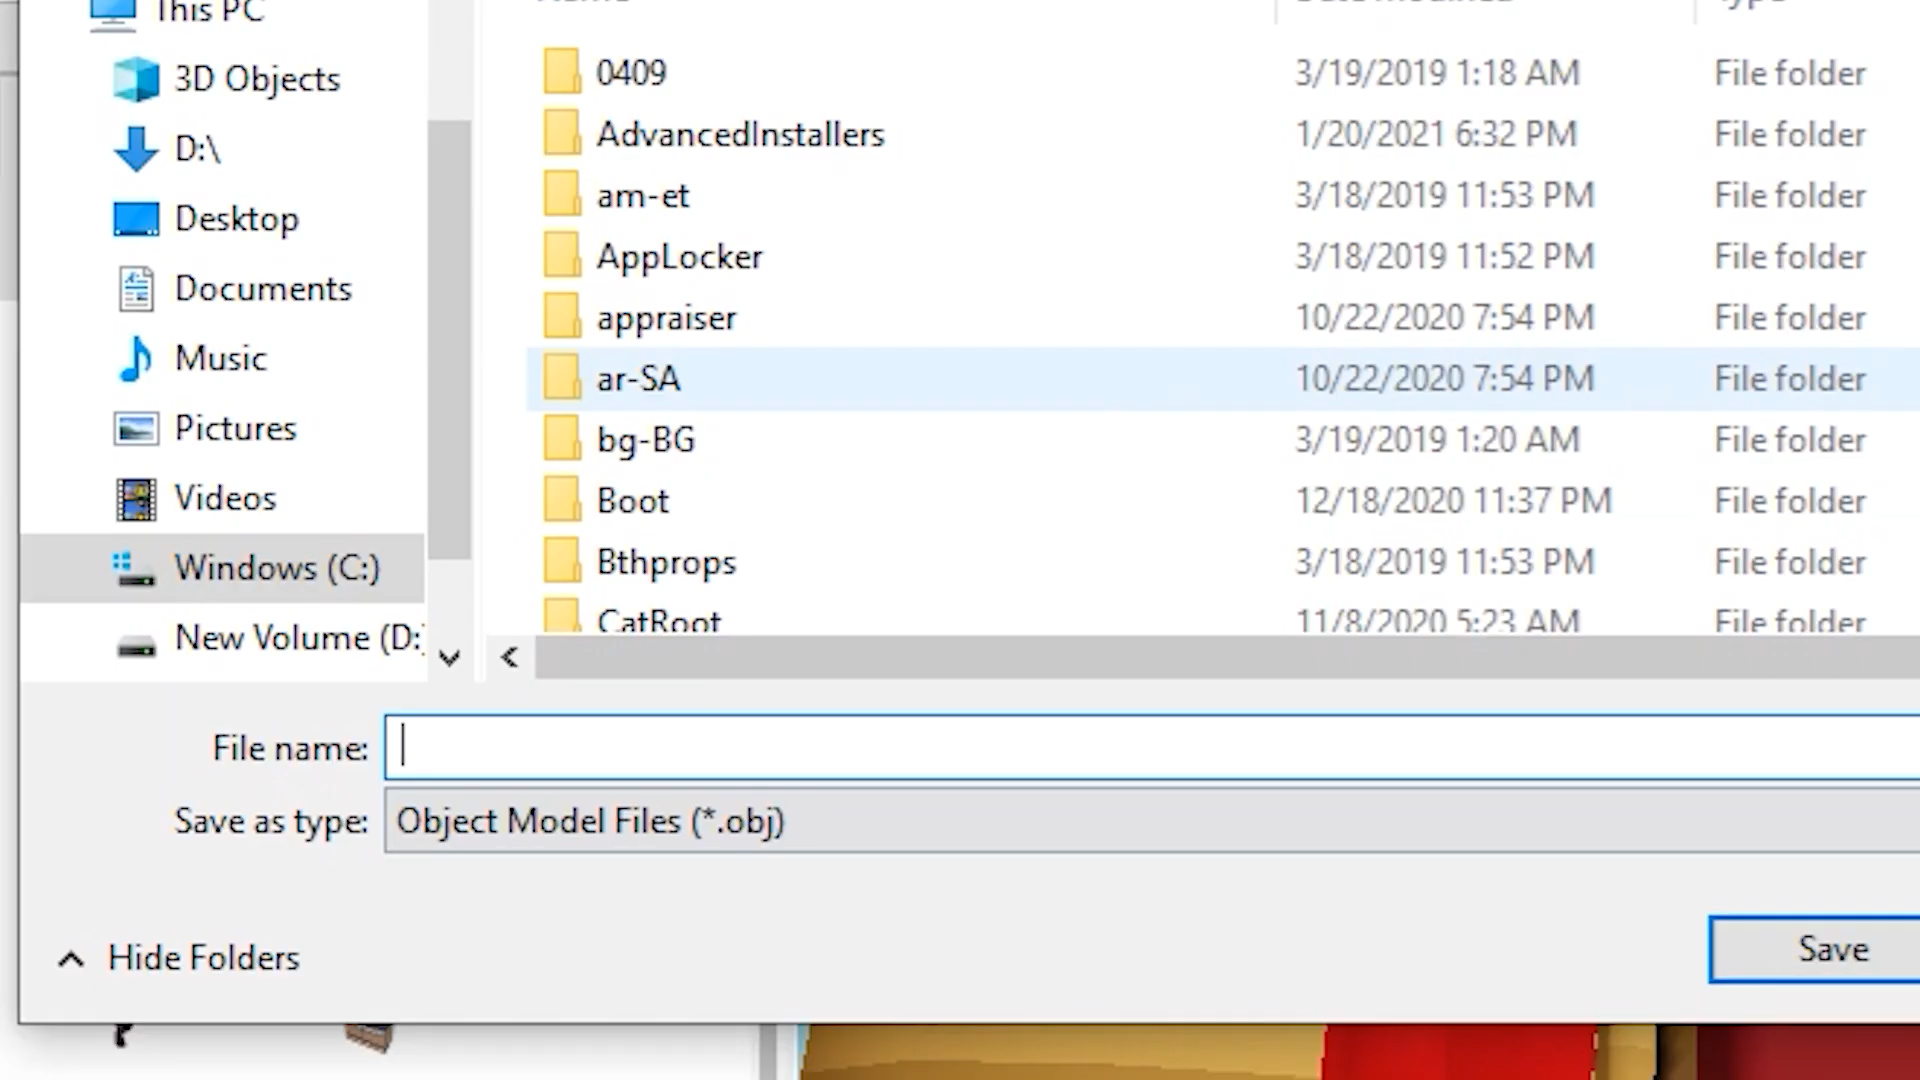 This PC
3D Objects
D:\
Desktop
Documents
Music
Pictures
Videos
Windows (C:)
New Volume (D:)
0409 3/19/2019 1:18 AM File folder
AdvancedInstallers 1/20/2021 6:32 PM File folder
am-et 3/18/2019 11:53 PM File folder
AppLocker 3/18/2019 11:52 PM File folder
appraiser 10/22/2020 7:54 PM File folder
ar-SA 10/22/2020 7:54 PM File folder
bg-BG 3/19/2019 1:20 AM File folder
Boot 12/18/2020 11:37 PM File folder
Bthprops 3/18/2019 11:53 PM File folder
CatRoot 11/8/2020 5:23 AM File folder
File name:
Save as type: Object Model Files (*.obj)
Hide Folders
Save